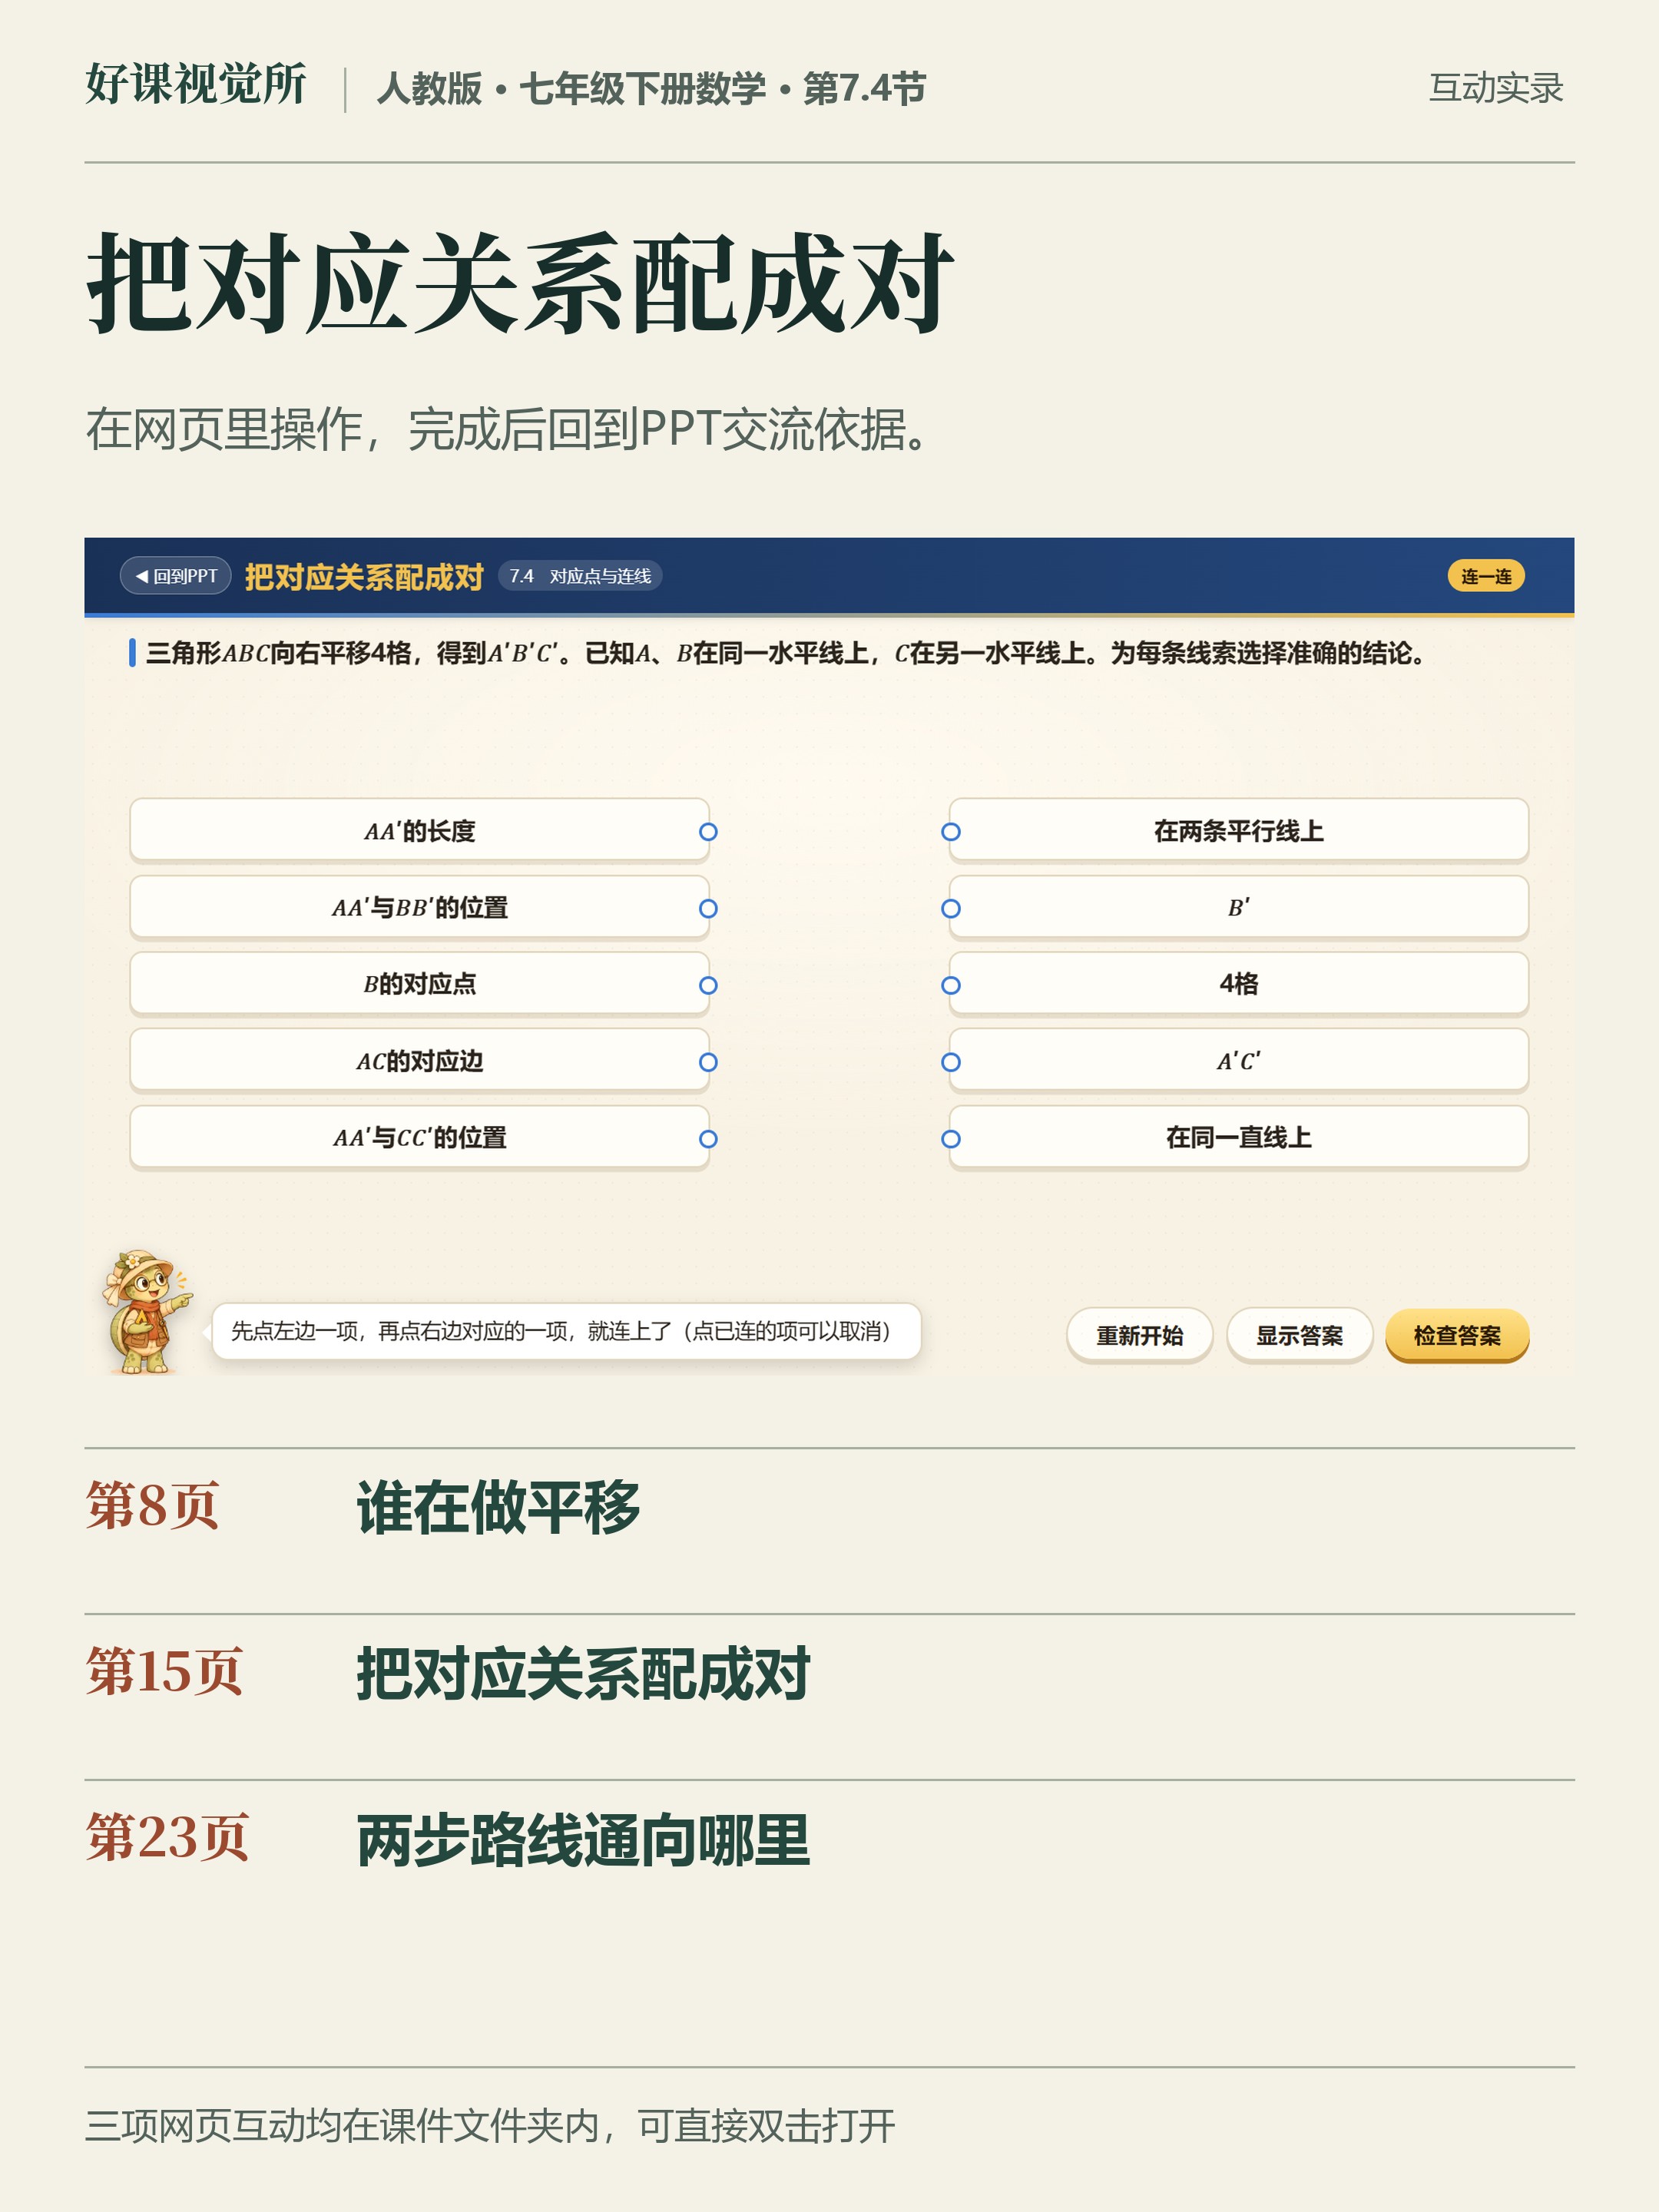 好课视觉所
人教版·七年级下册数学·第7.4节
互动实录
把对应关系配成对
在网页里操作，完成后回到PPT交流依据。
◀ 回到PPT
把对应关系配成对
7.4 对应点与连线
连一连
三角形ABC向右平移4格，得到A′B′C′。已知A、B在同一水平线上，C在另一水平线上。为每条线索选择准确的结论。
AA′的长度
在两条平行线上
AA′与BB′的位置
B′
B的对应点
4格
AC的对应边
A′C′
AA′与CC′的位置
在同一直线上
先点左边一项，再点右边对应的一项，就连上了（点已连的项可以取消）
重新开始
显示答案
检查答案
第8页 谁在做平移
第15页 把对应关系配成对
第23页 两步路线通向哪里
三项网页互动均在课件文件夹内，可直接双击打开